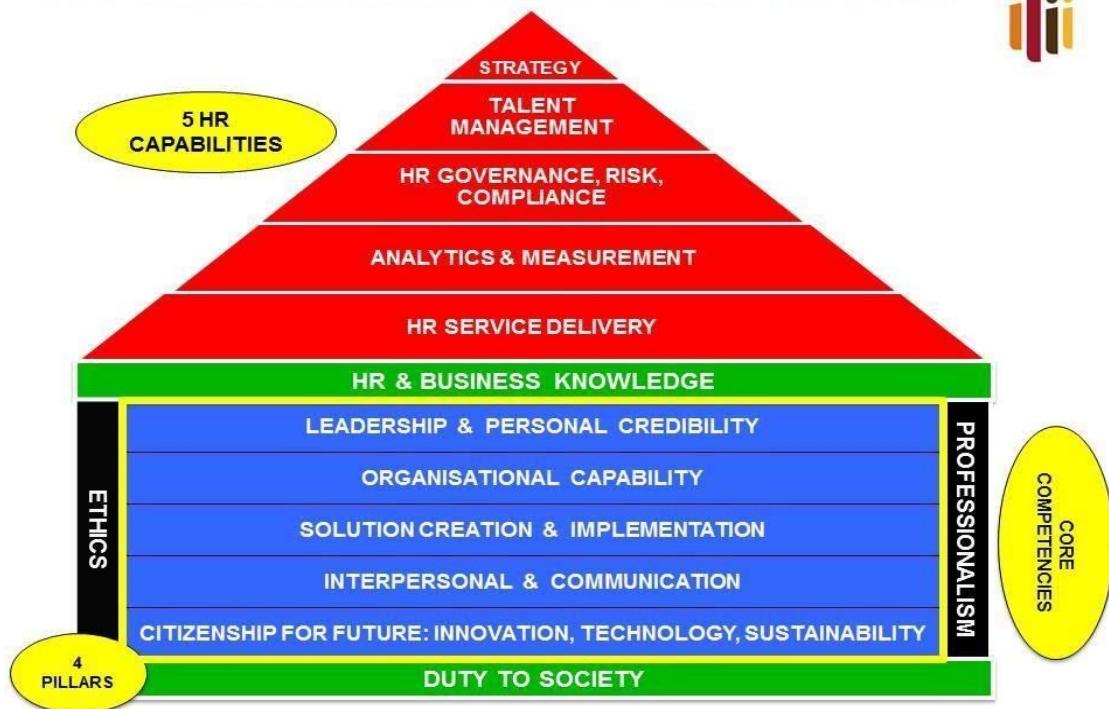 STRATEGY
5 HR
CAPABILITIES
TALENT
MANAGEMENT
HR GOVERNANCE, RISK,
COMPLIANCE
ANALYTICS & MEASUREMENT
HR SERVICE DELIVERY
HR & BUSINESS KNOWLEDGE
ETHICS
LEADERSHIP & PERSONAL CREDIBILITY
ORGANISATIONAL CAPABILITY
SOLUTION CREATION & IMPLEMENTATION
INTERPERSONAL & COMMUNICATION
CITIZENSHIP FOR FUTURE: INNOVATION, TECHNOLOGY, SUSTAINABILITY
PROFESSIONALISM
CORE
COMPETENCIES
4
PILLARS
DUTY TO SOCIETY